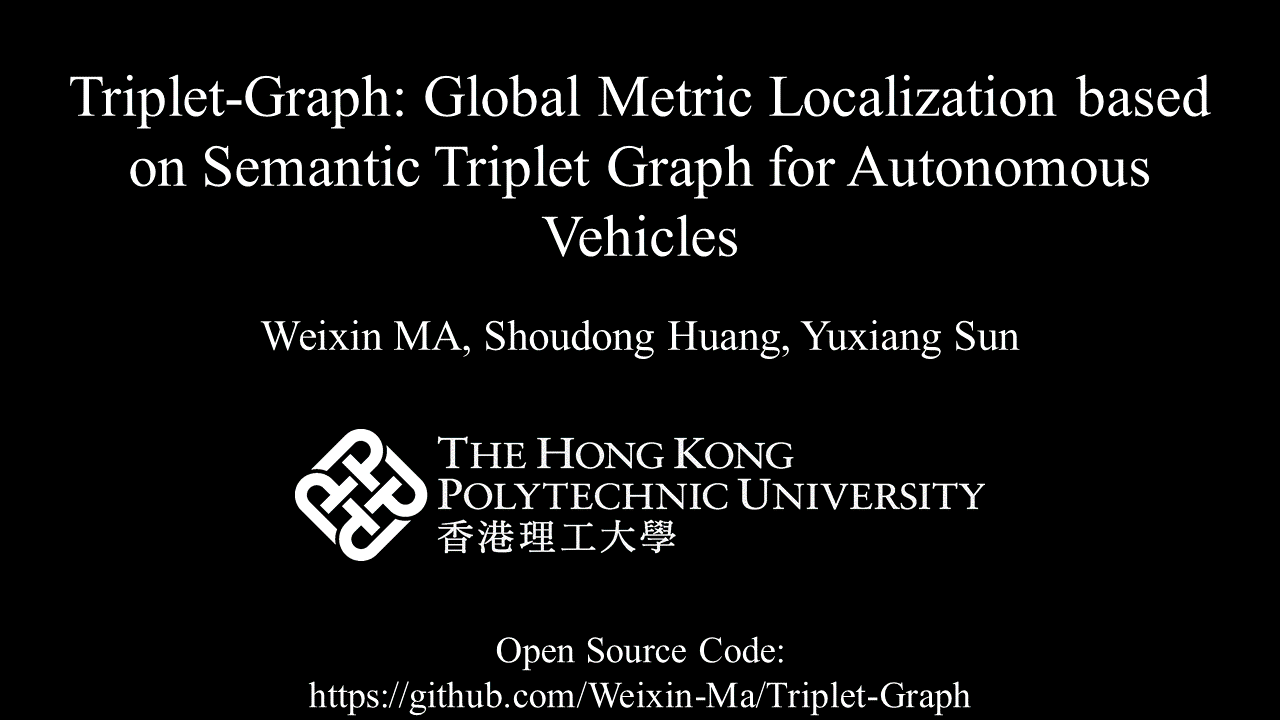 Triplet-Graph: Global Metric Localization based
on Semantic Triplet Graph for Autonomous
Vehicles
Weixin MA, Shoudong Huang, Yuxiang Sun
THE HONG KONG
POLYTECHNIC UNIVERSITY
香港理工大學
Open Source Code:
https://github.com/Weixin-Ma/Triplet-Graph